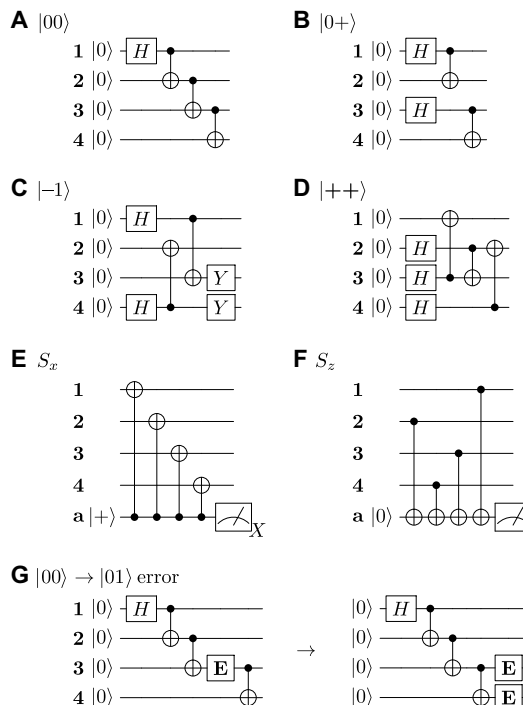 A |00⟩
1 |0⟩ H
2 |0⟩
3 |0⟩
4 |0⟩
B |0+⟩
1 |0⟩ H
2 |0⟩
3 |0⟩ H
4 |0⟩
C |−1⟩
1 |0⟩ H
2 |0⟩
3 |0⟩ Y
4 |0⟩ H Y
D |++⟩
1 |0⟩
2 |0⟩ H
3 |0⟩ H
4 |0⟩ H
E Sx
1
2
3
4
a |+⟩ X
F Sz
1
2
3
4
a |0⟩
G |00⟩ → |01⟩ error
1 |0⟩ H
2 |0⟩
3 |0⟩ E
4 |0⟩
→
|0⟩ H
|0⟩
|0⟩ E
|0⟩ E